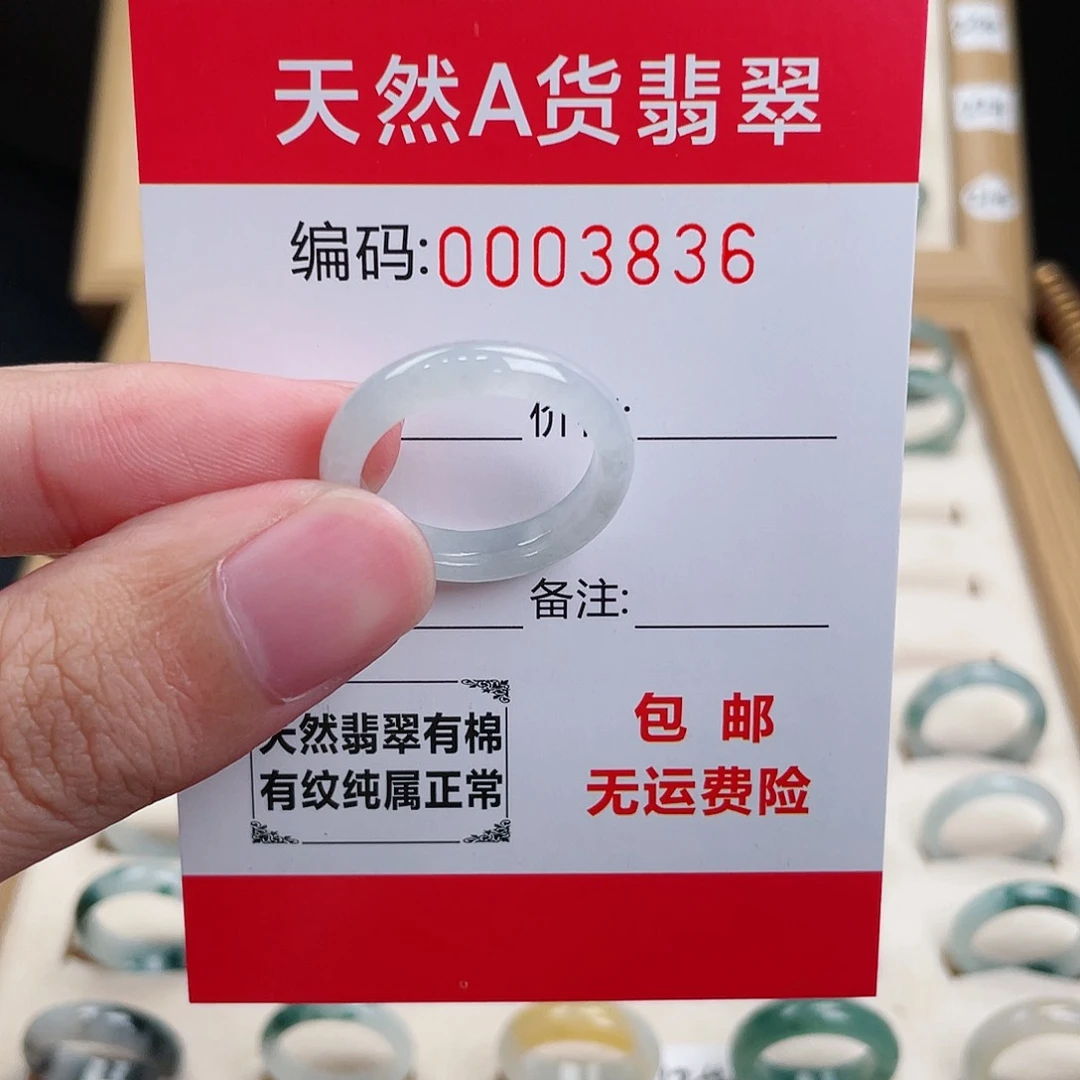 天然A货翡翠
编码:0003836
备注:
天然翡翠有棉
有纹纯属正常
包 邮
无运费险